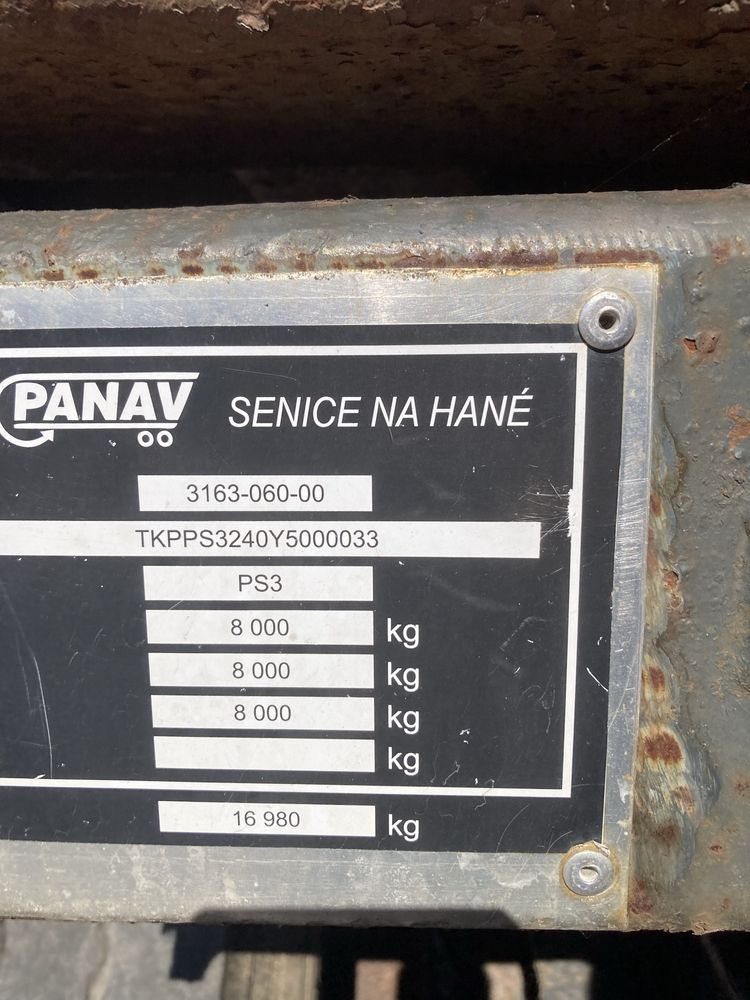 PANAV SENICE NA HANÉ
3163-060-00
TKPPS3240Y5000033
PS3
8 000 kg
8 000 kg
8 000 kg
kg
16 980 kg